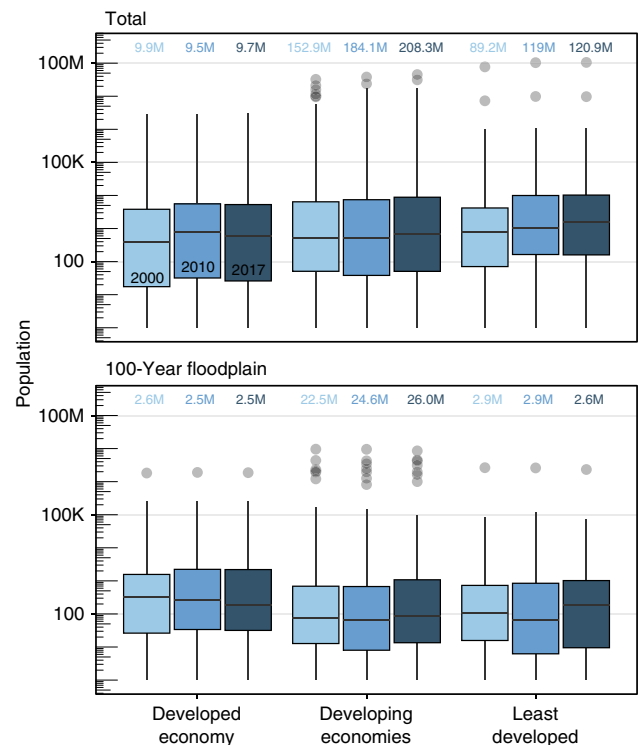 Total
9.9M 9.5M 9.7M 152.9M 184.1M 208.3M 89.2M 119M 120.9M
100M
100K
100
2000 2010 2017
Population
100-Year floodplain
2.6M 2.5M 2.5M 22.5M 24.6M 26.0M 2.9M 2.9M 2.6M
100M
100K
100
Developed Developing Least
economy economies developed